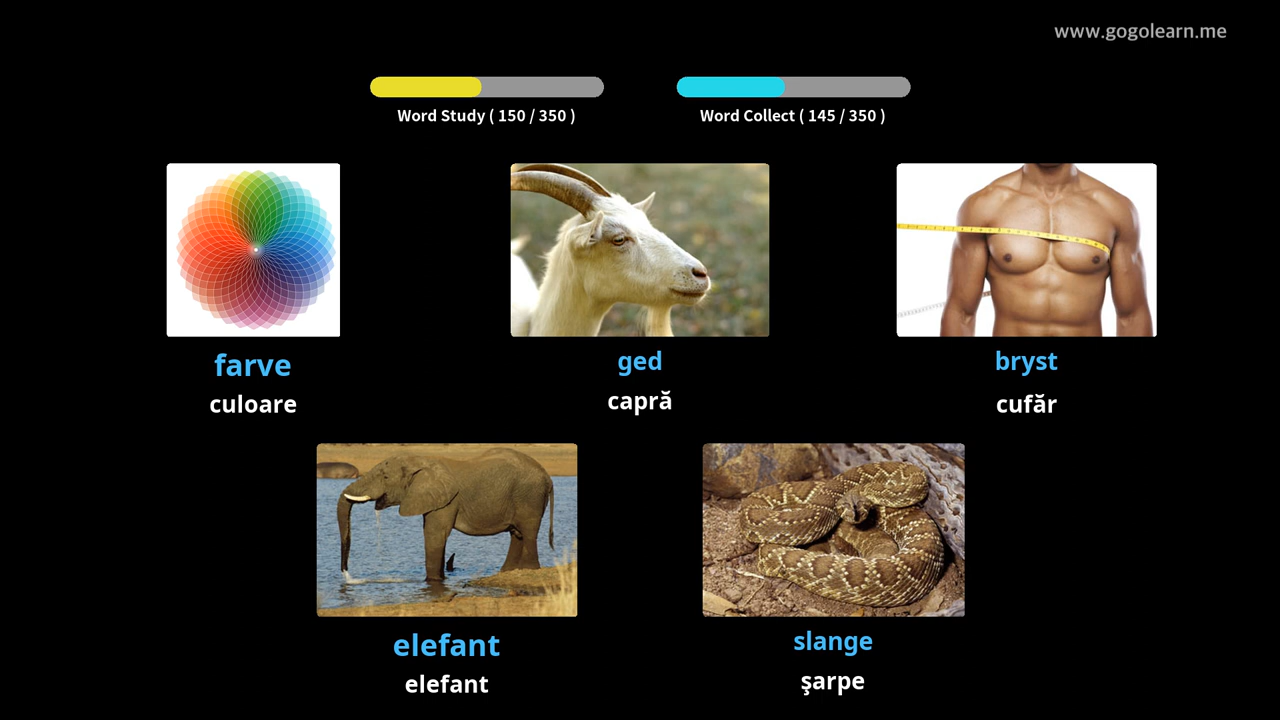 www.gogolearn.me
Word Study ( 150 / 350 )
Word Collect ( 145 / 350 )
farve
culoare
ged
capră
bryst
cufăr
elefant
elefant
slange
şarpe